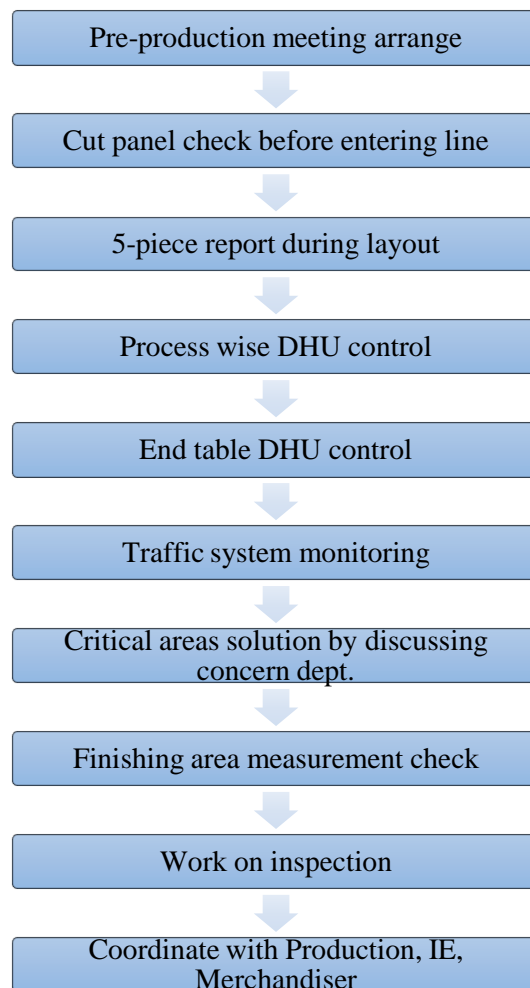 Pre-production meeting arrange
Cut panel check before entering line
5-piece report during layout
Process wise DHU control
End table DHU control
Traffic system monitoring
Critical areas solution by discussing
concern dept.
Finishing area measurement check
Work on inspection
Coordinate with Production, IE,
Merchandiser